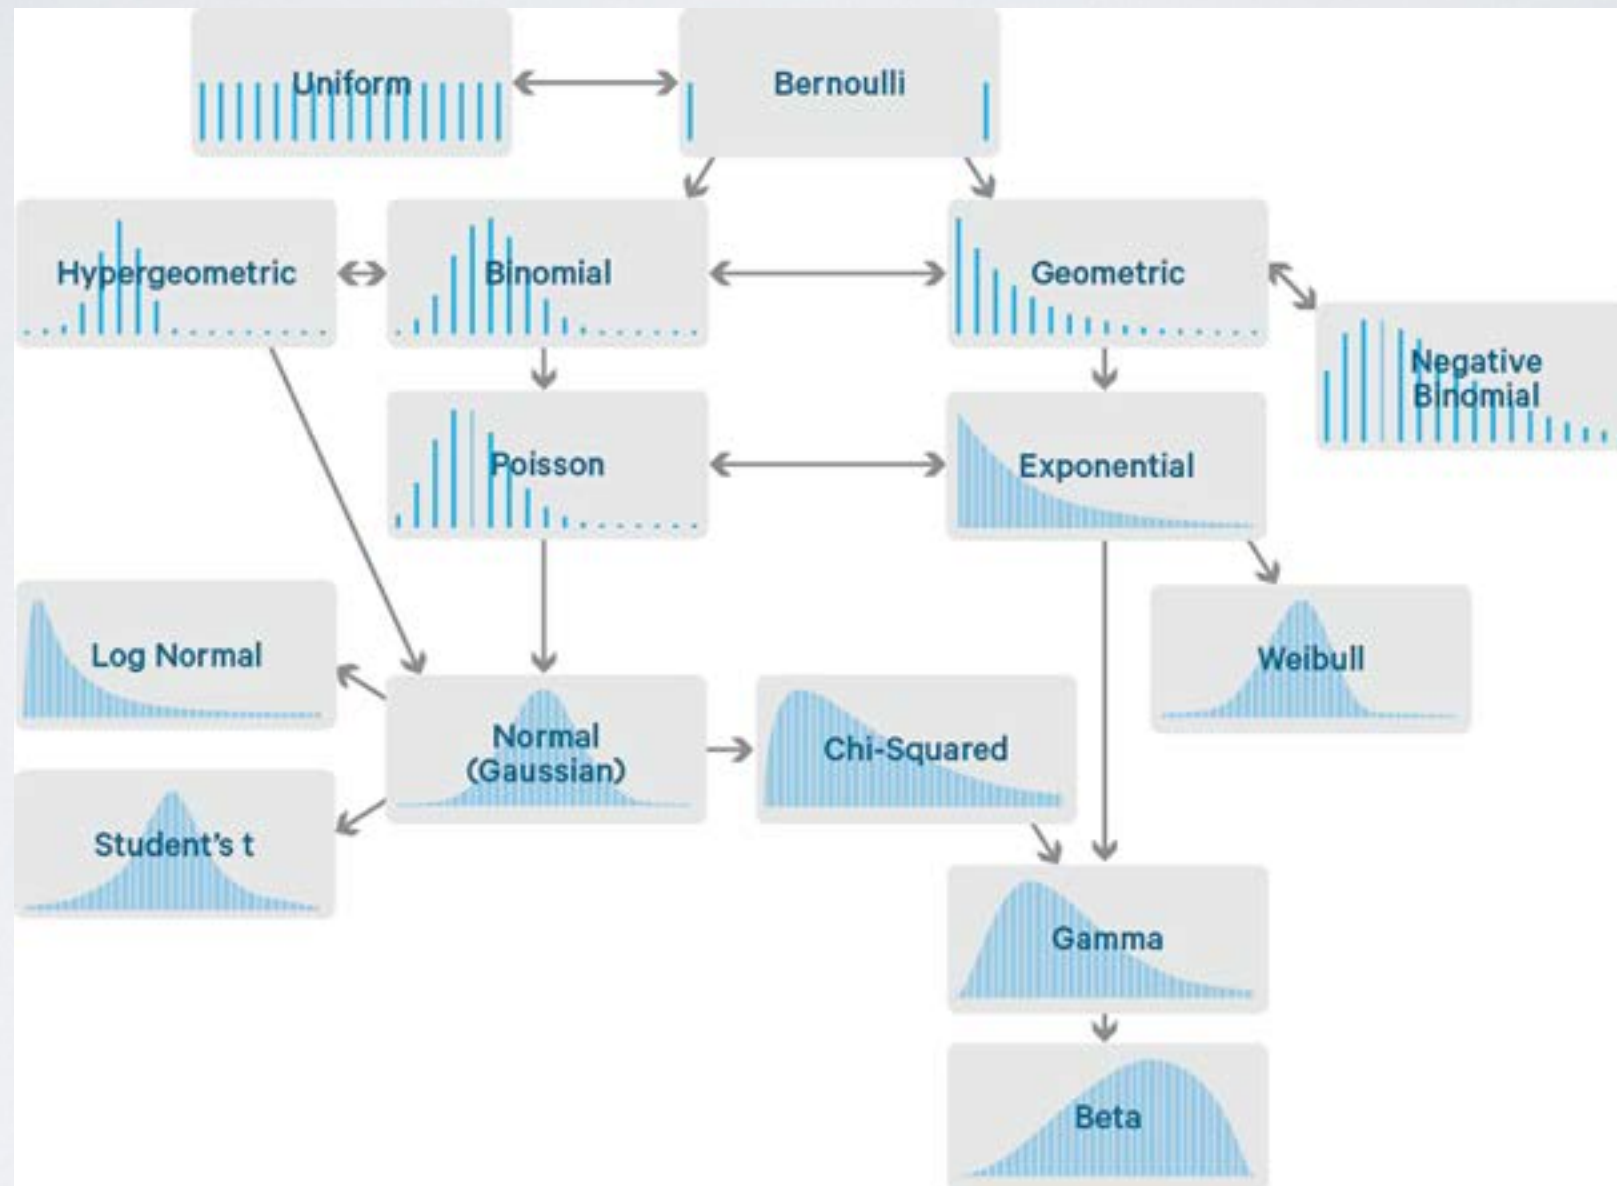 Uniform
Bernoulli
Hypergeometric
Binomial
Geometric
Negative
Binomial
Poisson
Exponential
Log Normal
Weibull
Normal
(Gaussian)
Chi-Squared
Student's t
Gamma
Beta